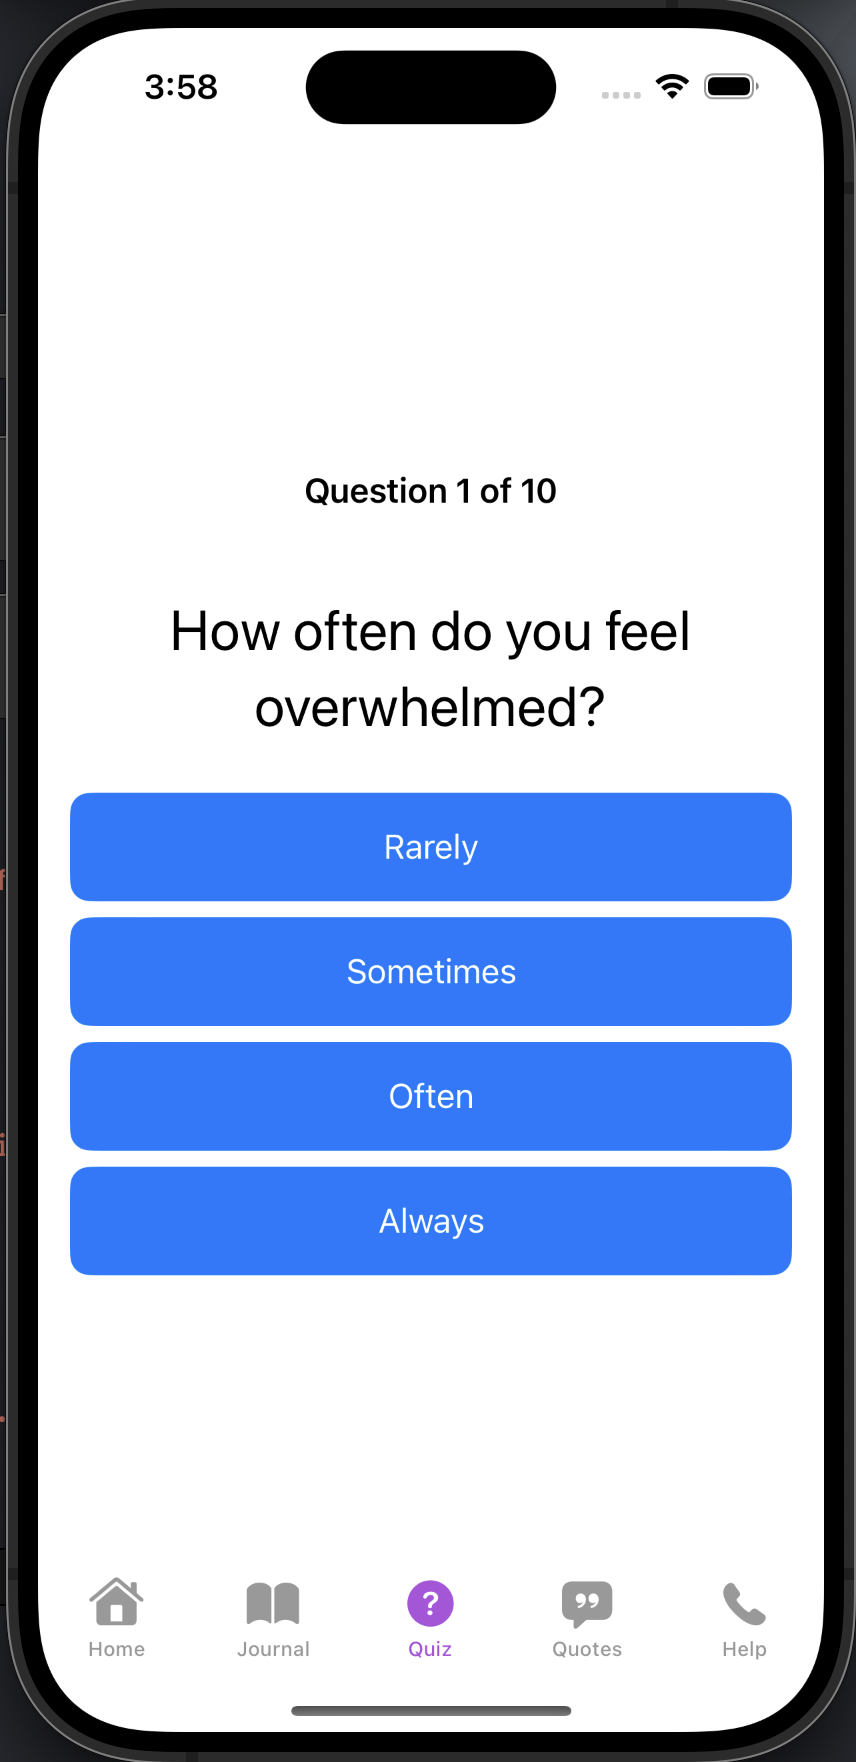 3:58
Question 1 of 10
How often do you feel
overwhelmed?
Rarely
Sometimes
Often
Always
Home
Journal
Quiz
Quotes
Help